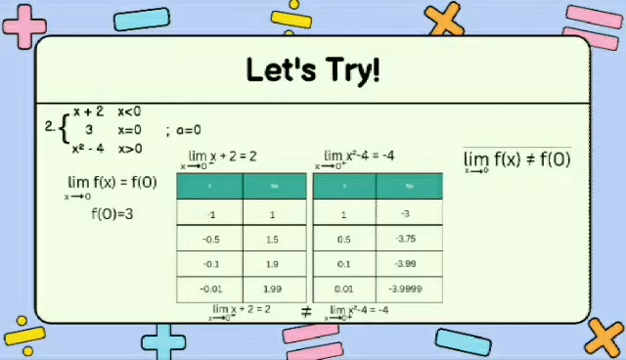 Let's Try!
2. { x + 2 x<0
3 x=0 ; a=0
x² - 4 x>0
lim x→0 f(x) = f(0)
f(0)=3
lim x→0⁻ x + 2 = 2
-1 1
-0.5 1.5
-0.1 1.9
-0.01 1.99
lim x→0⁺ x²-4 = -4
1 -3
0.5 -3.75
0.1 -3.99
0.01 -3.9999
lim x→0⁻ x + 2 = 2 ≠ lim x→0⁺ x²-4 = -4
lim x→0 f(x) ≠ f(0)